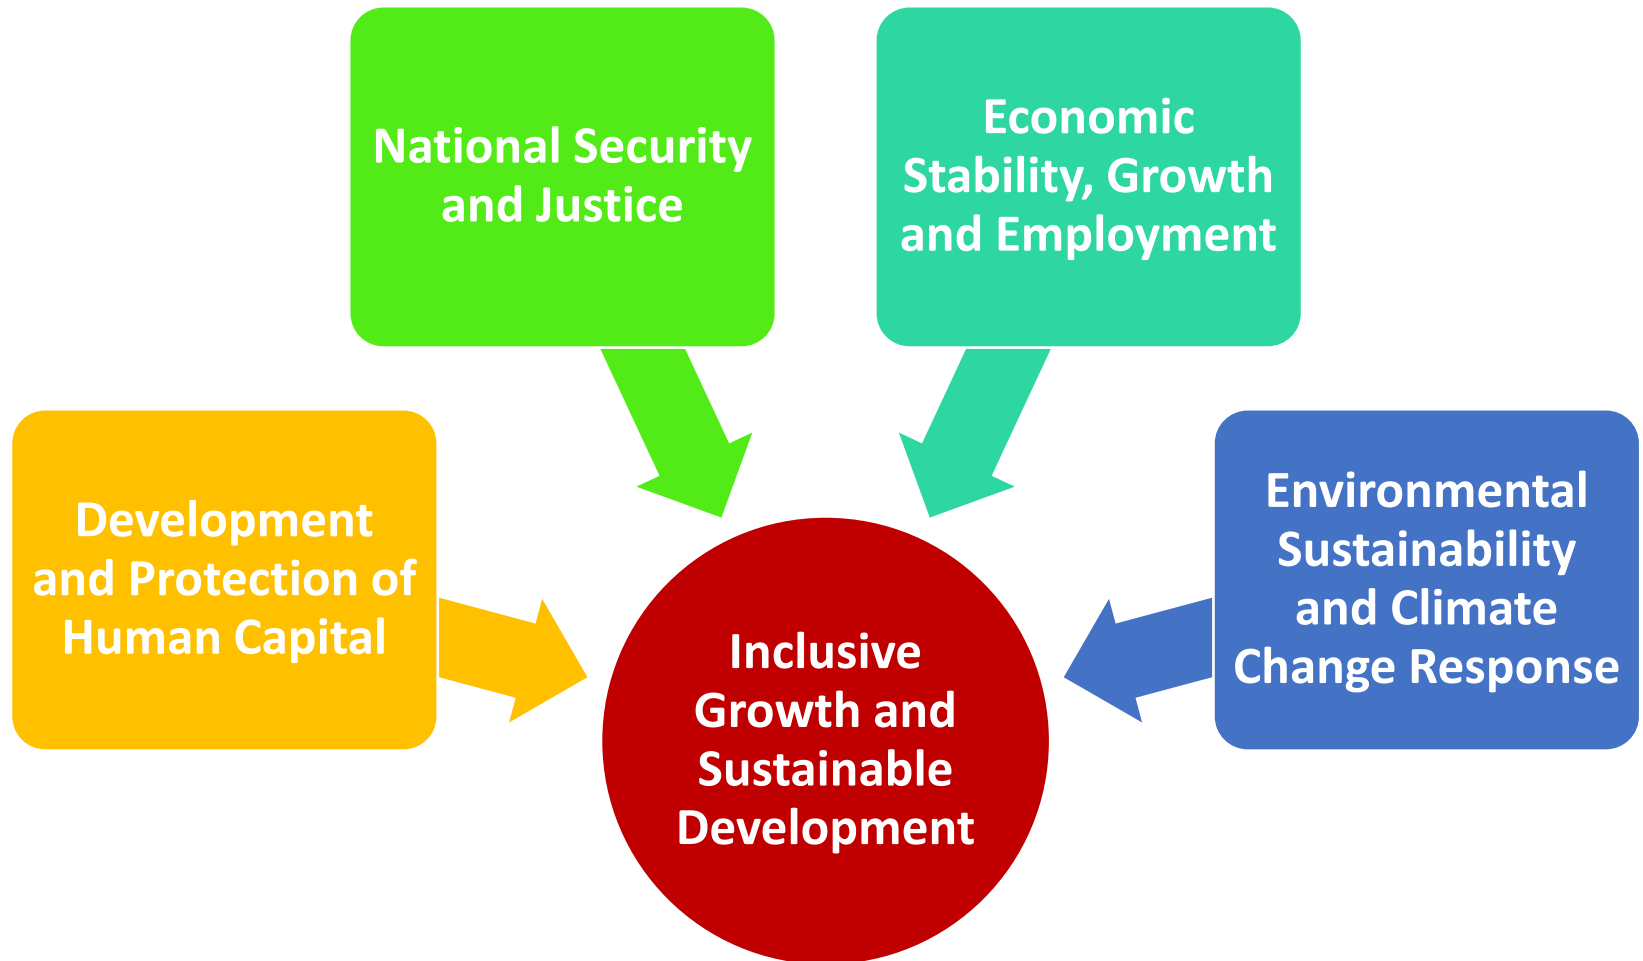 National Security
and Justice
Economic
Stability, Growth
and Employment
Development
and Protection of
Human Capital
Environmental
Sustainability
and Climate
Change Response
Inclusive
Growth and
Sustainable
Development